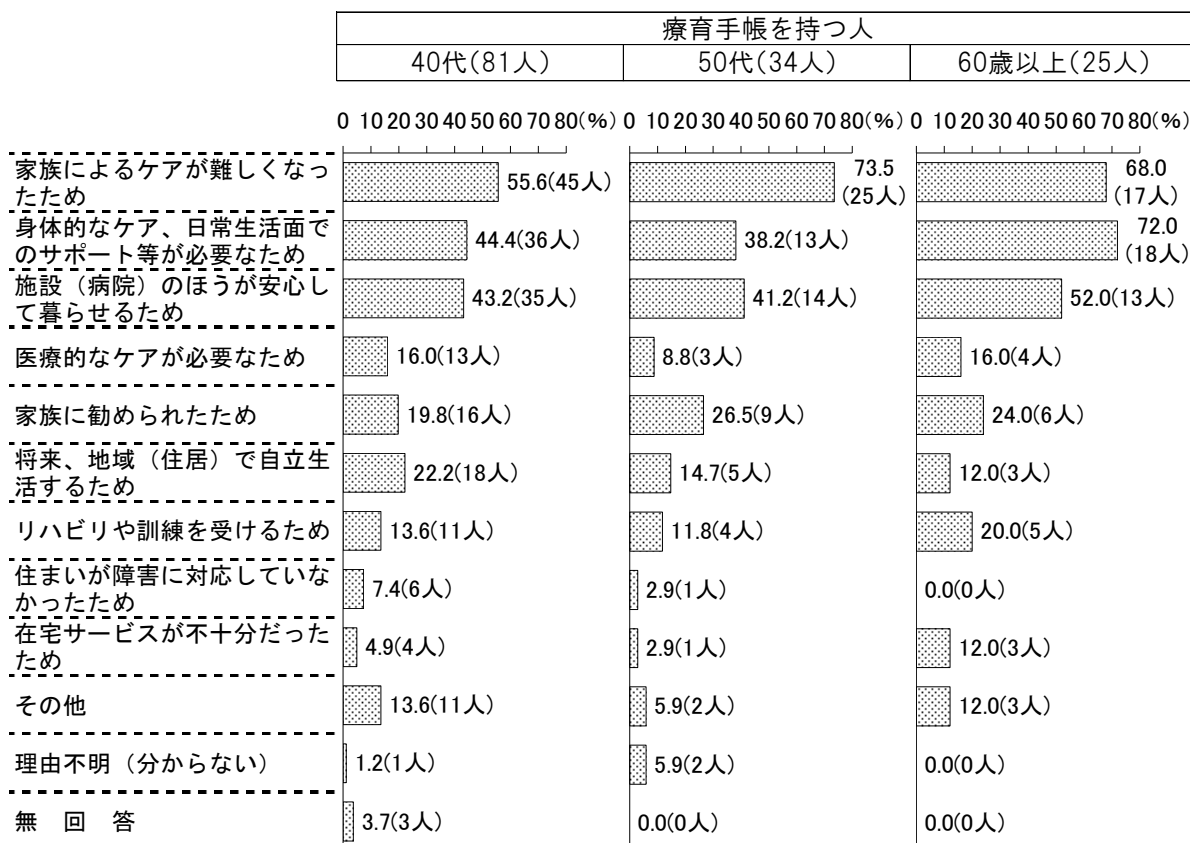 療育手帳を持つ人
40代(81人) 50代(34人) 60歳以上(25人)
0 10 20 30 40 50 60 70 80(%) 0 10 20 30 40 50 60 70 80(%) 0 10 20 30 40 50 60 70 80(%)
家族によるケアが難しくなっ
たため
55.6(45人) 73.5
(25人) 68.0
(17人)
身体的なケア、日常生活面で
のサポート等が必要なため
44.4(36人) 38.2(13人) 72.0
(18人)
施設（病院）のほうが安心し
て暮らせるため
43.2(35人) 41.2(14人) 52.0(13人)
医療的なケアが必要なため 16.0(13人) 8.8(3人) 16.0(4人)
家族に勧められたため 19.8(16人) 26.5(9人) 24.0(6人)
将来、地域（住居）で自立生
活するため
22.2(18人) 14.7(5人) 12.0(3人)
リハビリや訓練を受けるため 13.6(11人) 11.8(4人) 20.0(5人)
住まいが障害に対応していな
かったため
7.4(6人) 2.9(1人) 0.0(0人)
在宅サービスが不十分だった
ため
4.9(4人) 2.9(1人) 12.0(3人)
その他 13.6(11人) 5.9(2人) 12.0(3人)
理由不明（分からない） 1.2(1人) 5.9(2人) 0.0(0人)
無　回　答 3.7(3人) 0.0(0人) 0.0(0人)